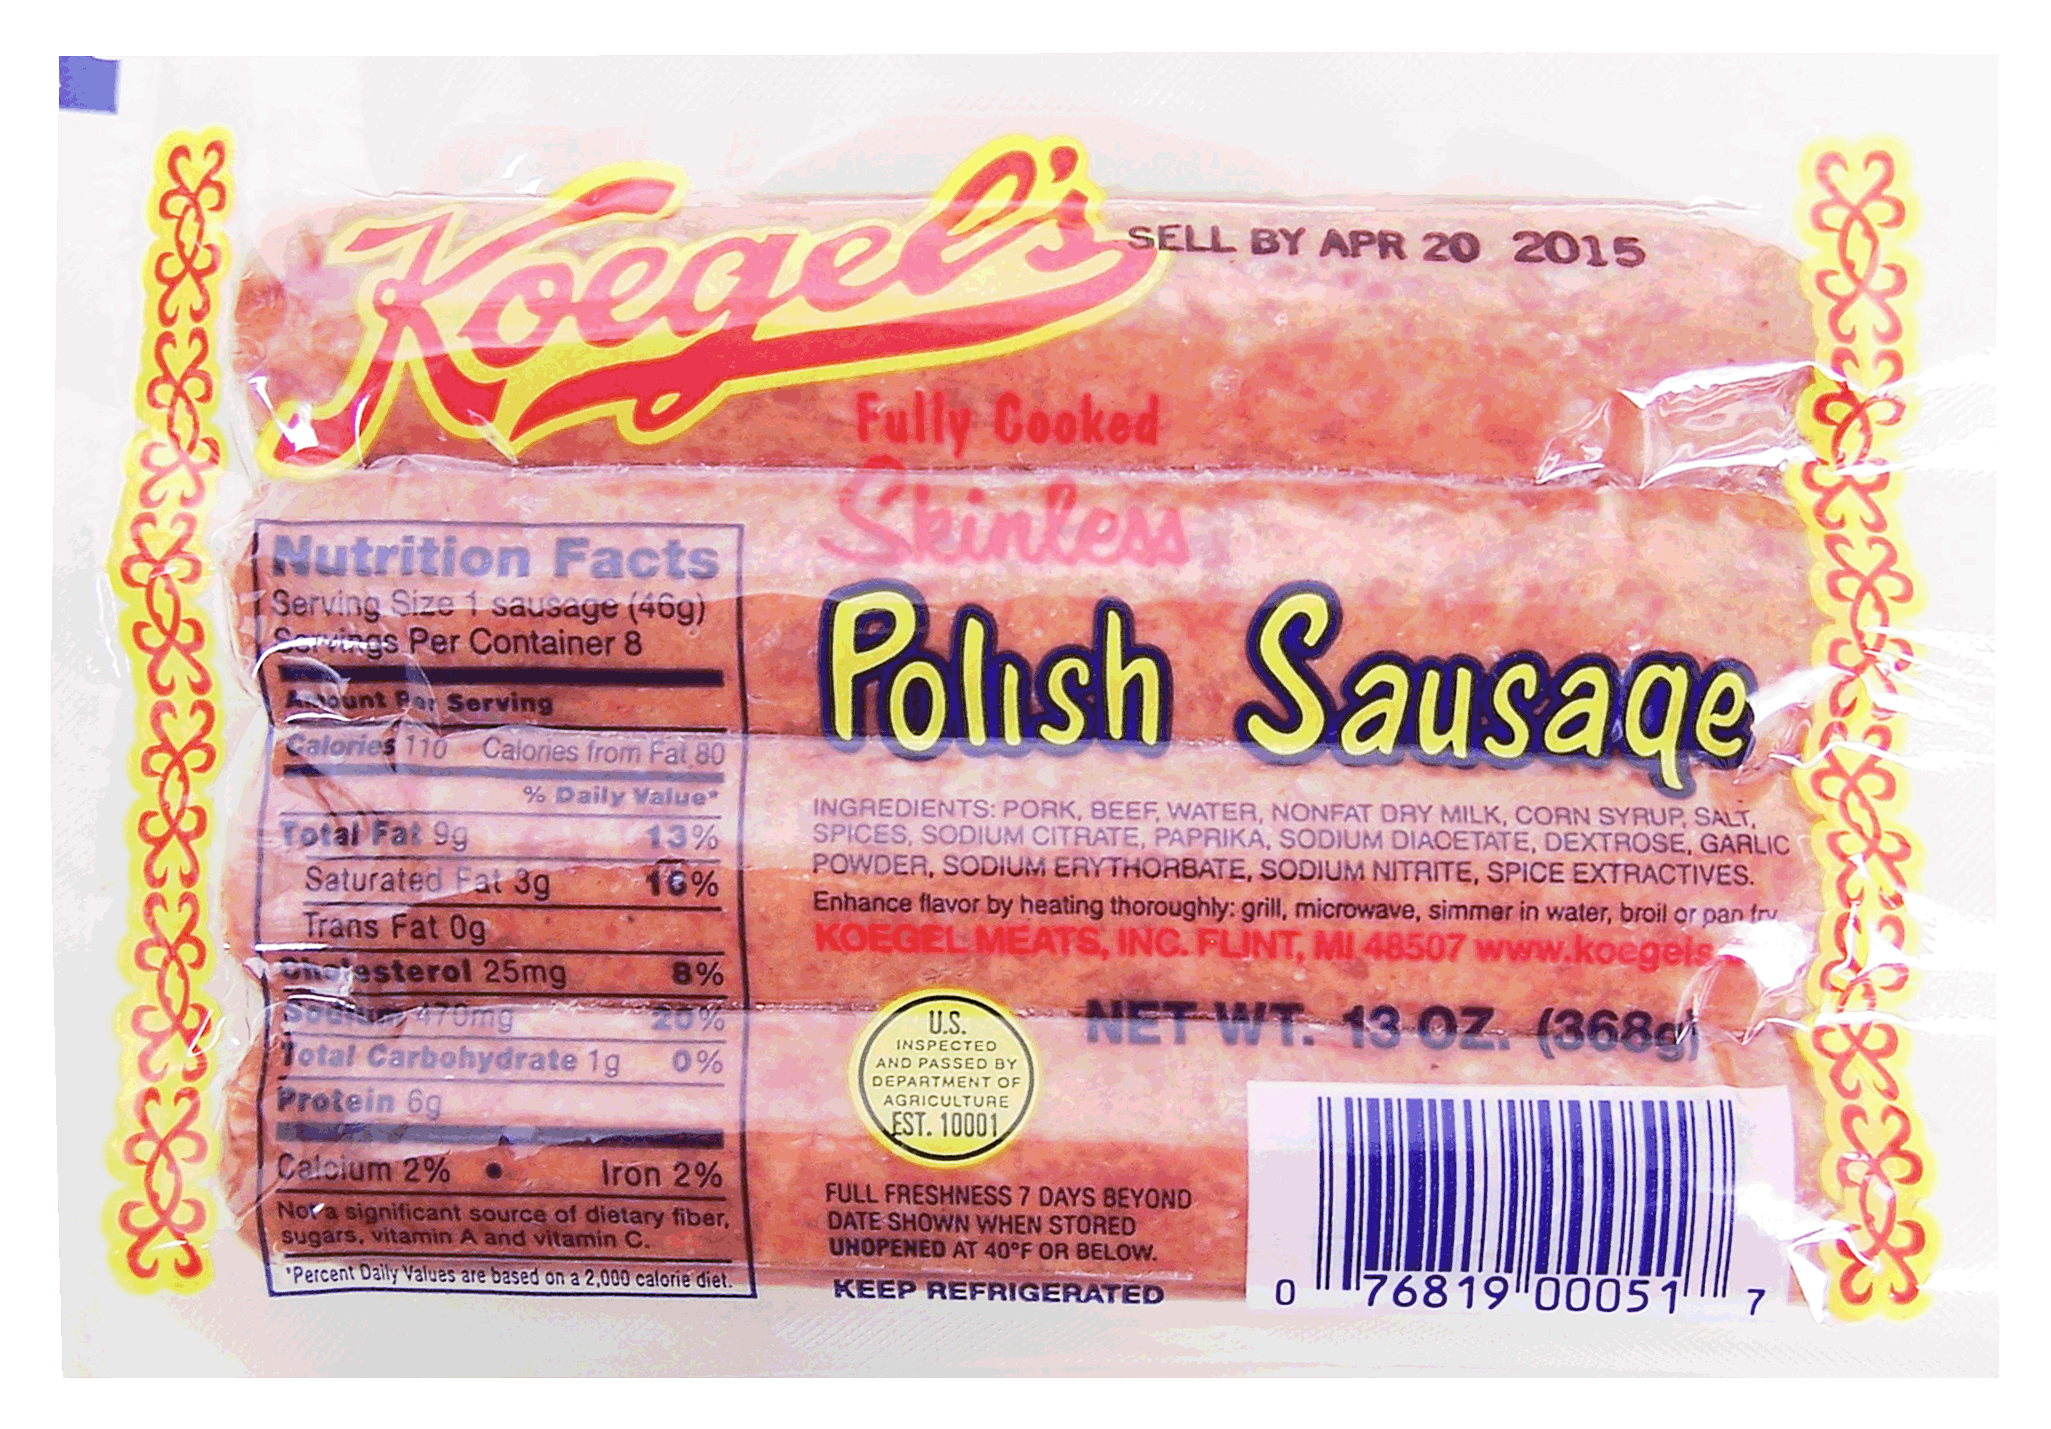 Koegel's
SELL BY APR 20 2015
Fully Cooked
Skinless
Polish Sausage
Nutrition Facts
Serving Size 1 sausage (46g)
Servings Per Container 8
Amount Per Serving
Calories 110 Calories from Fat 80
% Daily Value*
Total Fat 9g 13%
Saturated Fat 3g 16%
Trans Fat 0g
Cholesterol 25mg 8%
Sodium 470mg 20%
Total Carbohydrate 1g 0%
Protein 6g
Calcium 2% • Iron 2%
Not a significant source of dietary fiber,
sugars, vitamin A and vitamin C.
*Percent Daily Values are based on a 2,000 calorie diet.
INGREDIENTS: PORK, BEEF, WATER, NONFAT DRY MILK, CORN SYRUP, SALT,
SPICES, SODIUM CITRATE, PAPRIKA, SODIUM DIACETATE, DEXTROSE, GARLIC
POWDER, SODIUM ERYTHORBATE, SODIUM NITRITE, SPICE EXTRACTIVES.
Enhance flavor by heating thoroughly: grill, microwave, simmer in water, broil or pan fry
KOEGEL MEATS, INC. FLINT, MI 48507 www.koegels
NET WT. 13 OZ. (368g)
U.S.
INSPECTED
AND PASSED BY
DEPARTMENT OF
AGRICULTURE
EST. 10001
FULL FRESHNESS 7 DAYS BEYOND
DATE SHOWN WHEN STORED
UNOPENED AT 40°F OR BELOW.
KEEP REFRIGERATED
0 76819 00051 7